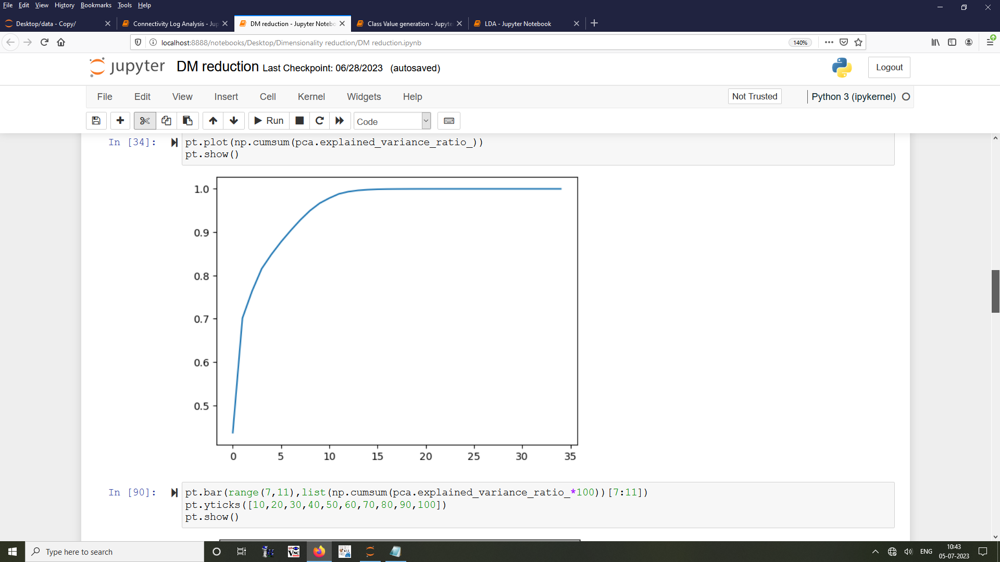 File Edit View History Bookmarks Tools Help
Desktop/data - Copy/
Connectivity Log Analysis - Jup
DM reduction - Jupyter Notebo
Class Value generation - Jupyte
LDA - Jupyter Notebook
localhost:8888/notebooks/Desktop/Dimensionality reduction/DM reduction.ipynb
140%
jupyter DM reduction Last Checkpoint: 06/28/2023 (autosaved)
Logout
File Edit View Insert Cell Kernel Widgets Help
Not Trusted
Python 3 (ipykernel)
Run
Code
In [34]:
pt.plot(np.cumsum(pca.explained_variance_ratio_))
pt.show()
1.0
0.9
0.8
0.7
0.6
0.5
0 5 10 15 20 25 30 35
In [90]:
pt.bar(range(7,11),list(np.cumsum(pca.explained_variance_ratio_*100))[7:11])
pt.yticks([10,20,30,40,50,60,70,80,90,100])
pt.show()
Type here to search
VNC
ENG
10:43
05-07-2023